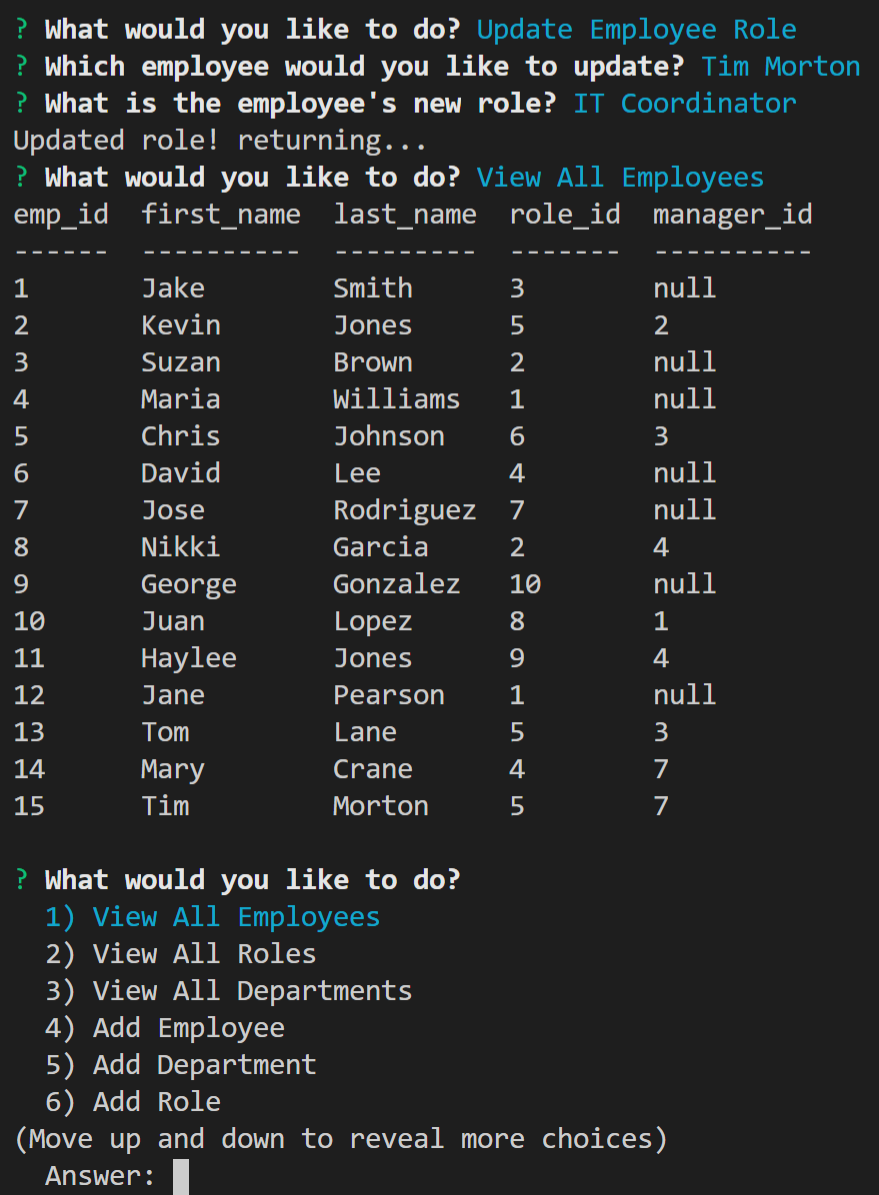 ? What would you like to do? Update Employee Role
? Which employee would you like to update? Tim Morton
? What is the employee's new role? IT Coordinator
Updated role! returning...
? What would you like to do? View All Employees
emp_id  first_name  last_name  role_id  manager_id
------  ----------  ---------  -------  ----------
1       Jake        Smith      3        null
2       Kevin       Jones      5        2
3       Suzan       Brown      2        null
4       Maria       Williams   1        null
5       Chris       Johnson    6        3
6       David       Lee        4        null
7       Jose        Rodriguez  7        null
8       Nikki       Garcia     2        4
9       George      Gonzalez   10       null
10      Juan        Lopez      8        1
11      Haylee      Jones      9        4
12      Jane        Pearson    1        null
13      Tom         Lane       5        3
14      Mary        Crane      4        7
15      Tim         Morton     5        7
? What would you like to do?
  1) View All Employees
  2) View All Roles
  3) View All Departments
  4) Add Employee
  5) Add Department
  6) Add Role
(Move up and down to reveal more choices)
  Answer: